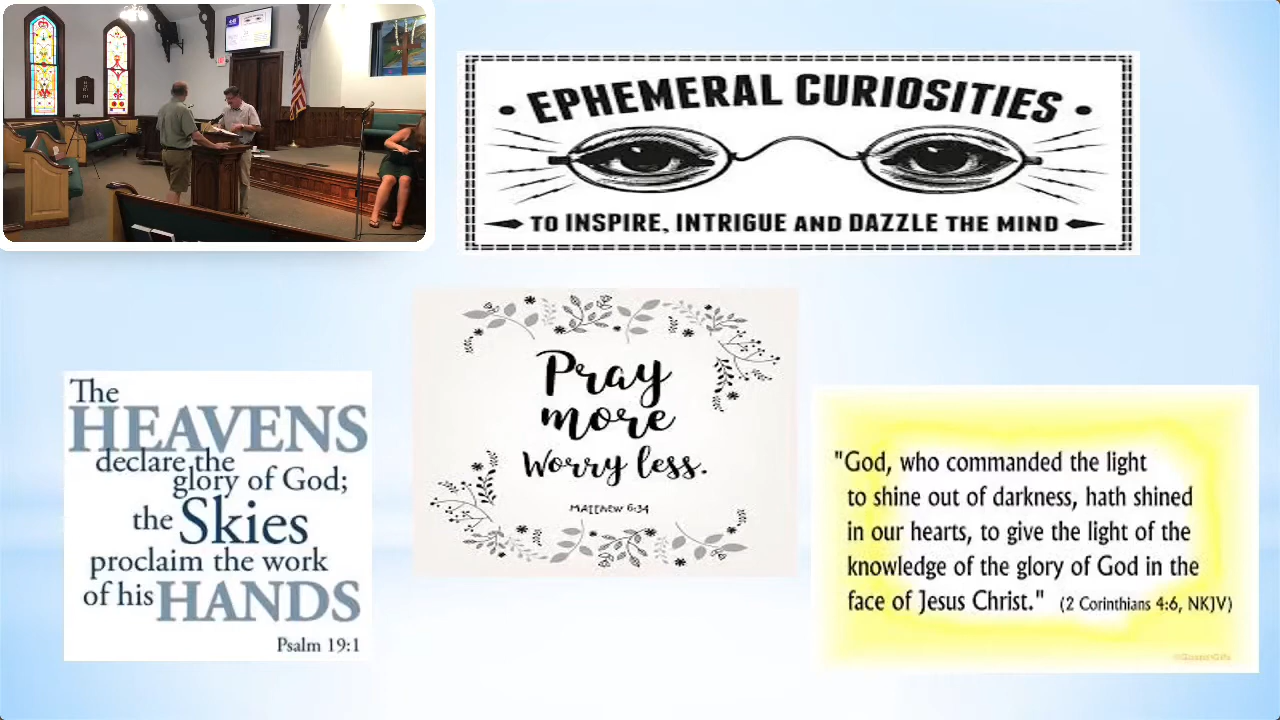 • EPHEMERAL CURIOSITIES •
TO INSPIRE, INTRIGUE AND DAZZLE THE MIND
Pray
more
Worry less.
MATTHEW 6:34
The
HEAVENS
declare the
glory of God;
the Skies
proclaim the work
of his HANDS
Psalm 19:1
"God, who commanded the light
to shine out of darkness, hath shined
in our hearts, to give the light of the
knowledge of the glory of God in the
face of Jesus Christ." (2 Corinthians 4:6, NKJV)